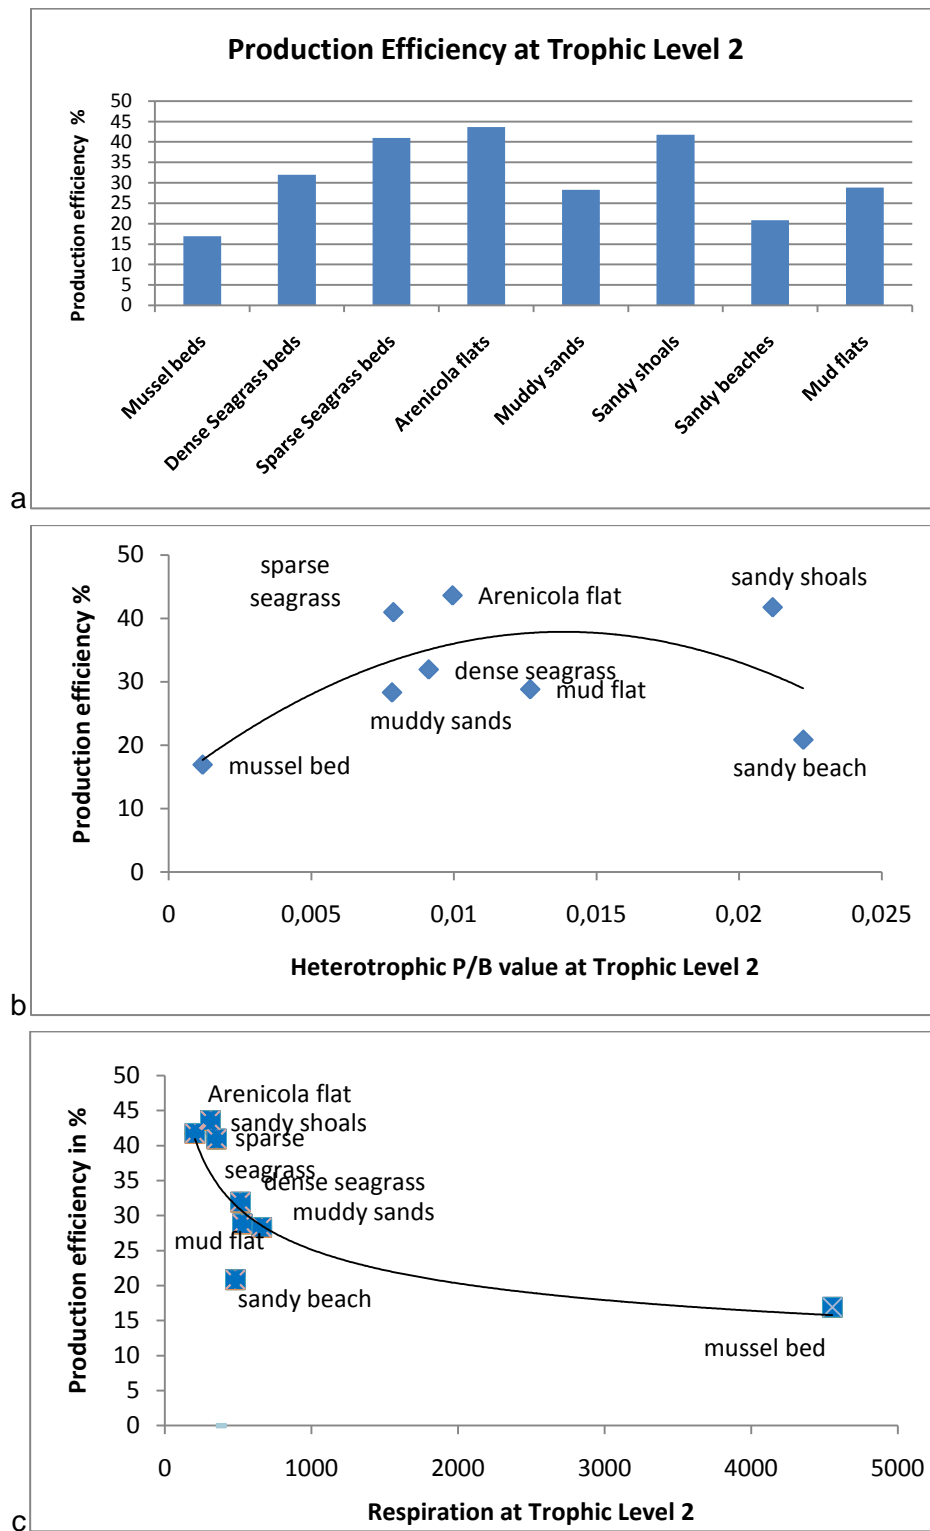 Production Efficiency at Trophic Level 2
Production efficiency %
50
45
40
35
30
25
20
15
10
5
0
Mussel beds
Dense Seagrass beds
Sparse Seagrass beds
Arenicola flats
Muddy sands
Sandy shoals
Sandy beaches
Mud flats
a
Production efficiency %
50
40
30
20
10
0
sparse
seagrass
Arenicola flat
sandy shoals
dense seagrass
mud flat
muddy sands
mussel bed
sandy beach
0
0,005
0,01
0,015
0,02
0,025
Heterotrophic P/B value at Trophic Level 2
b
Production efficiency in %
50
45
40
35
30
25
20
15
10
5
0
Arenicola flat
sandy shoals
sparse
seagrass
dense seagrass
muddy sands
mud flat
sandy beach
mussel bed
0
1000
2000
3000
4000
5000
Respiration at Trophic Level 2
c